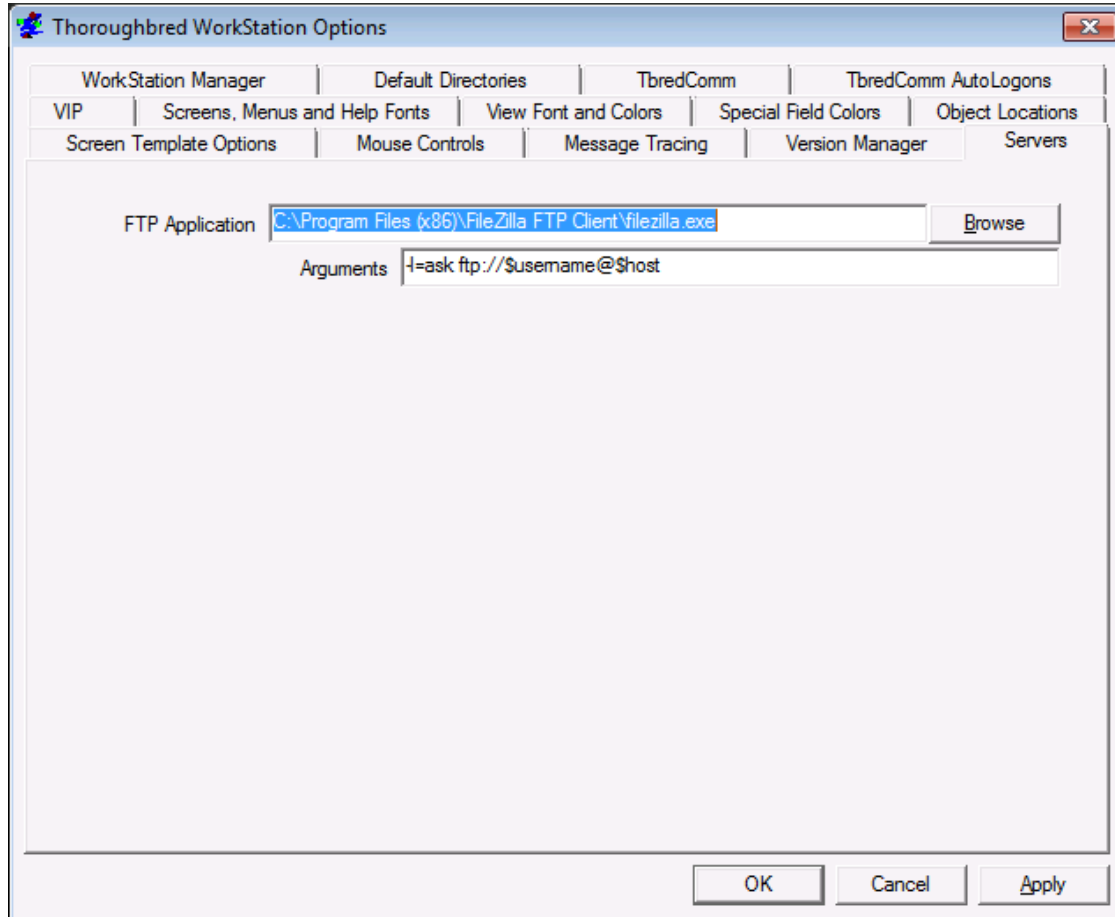 Thoroughbred WorkStation Options
WorkStation Manager Default Directories TbredComm TbredComm AutoLogons
VIP Screens, Menus and Help Fonts View Font and Colors Special Field Colors Object Locations
Screen Template Options Mouse Controls Message Tracing Version Manager Servers
FTP Application C:\Program Files (x86)\FileZilla FTP Client\filezilla.exe Browse
Arguments -l=ask ftp://$username@$host
OK Cancel Apply